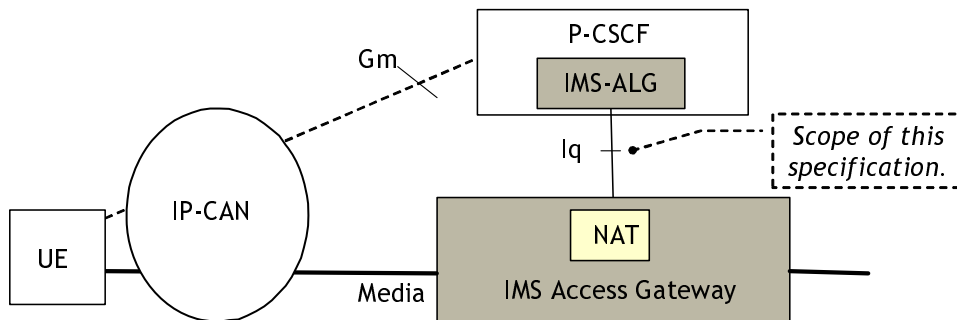 P-CSCF
Gm
IMS-ALG
Iq
Scope of this
specification.
IP-CAN
UE
NAT
Media
IMS Access Gateway